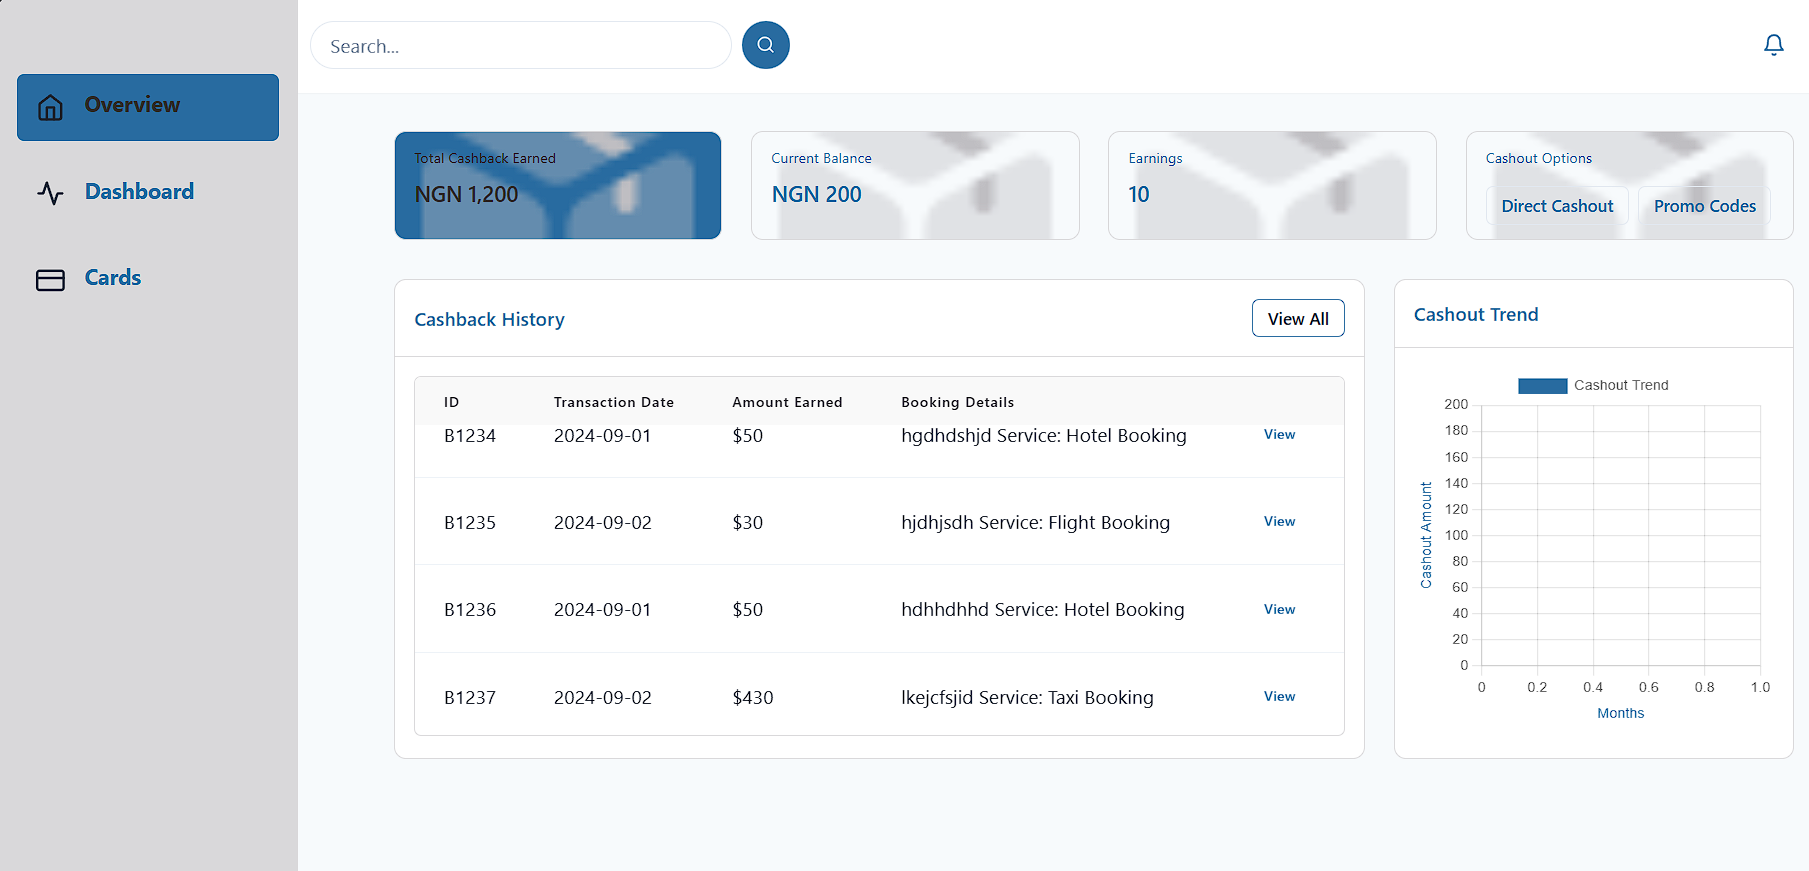 Search...
Overview
Dashboard
Cards
Total Cashback Earned
NGN 1,200
Current Balance
NGN 200
Earnings
10
Cashout Options
Direct Cashout Promo Codes
Cashback History
View All
ID Transaction Date Amount Earned Booking Details
B1234 2024-09-01 $50 hgdhdshjd Service: Hotel Booking View
B1235 2024-09-02 $30 hjdhjsdh Service: Flight Booking View
B1236 2024-09-01 $50 hdhhdhhd Service: Hotel Booking View
B1237 2024-09-02 $430 lkejcfsjid Service: Taxi Booking View
Cashout Trend
Cashout Trend
Cashout Amount
200
180
160
140
120
100
80
60
40
20
0
0 0.2 0.4 0.6 0.8 1.0
Months